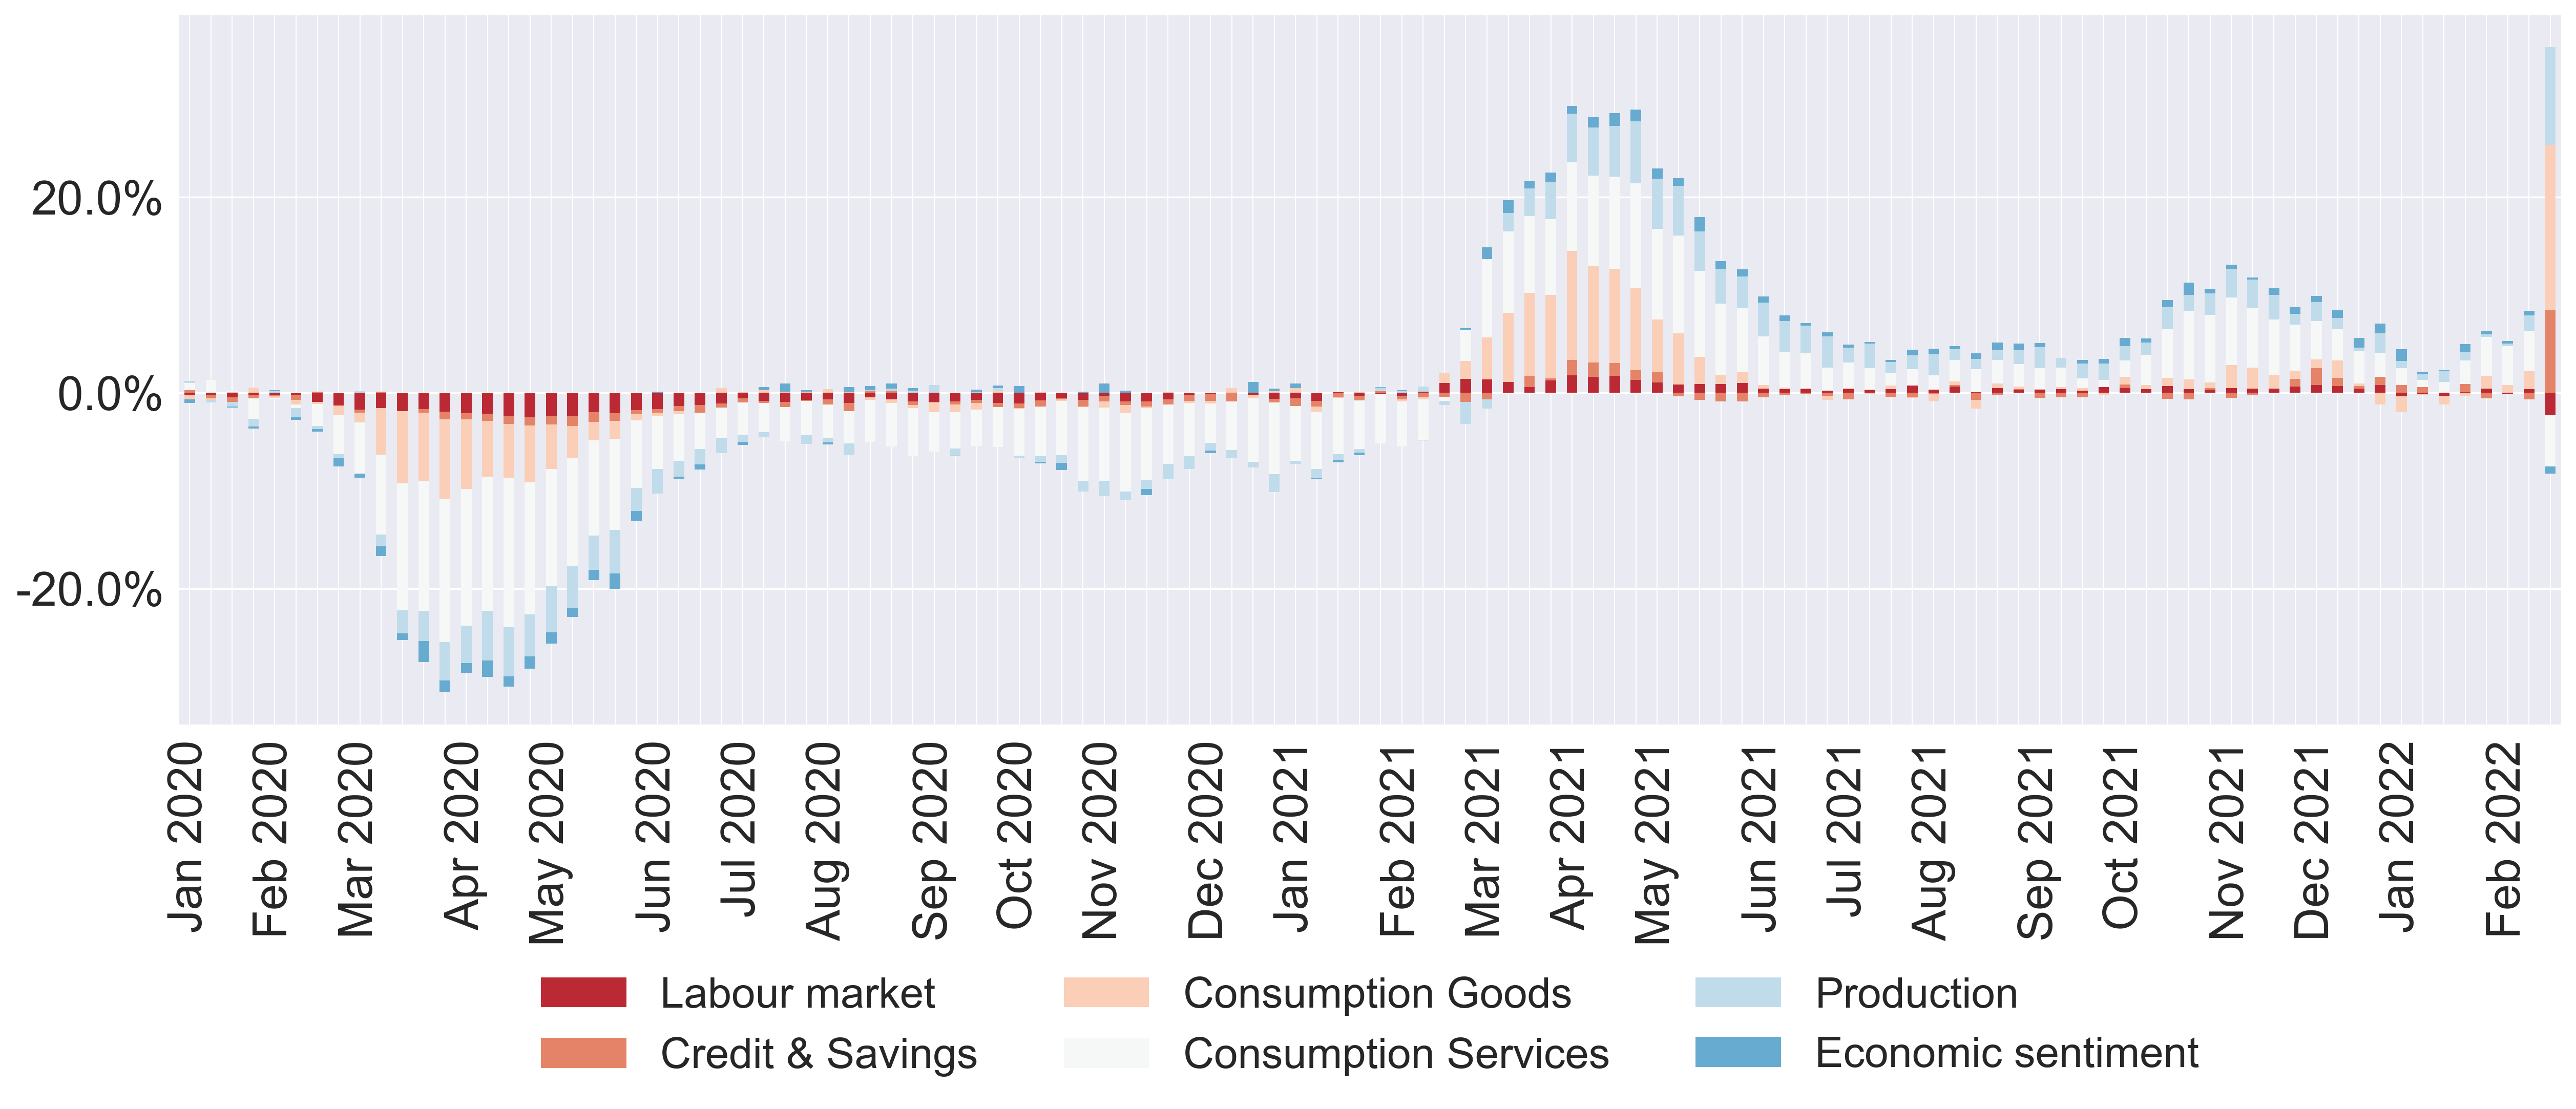 20.0%
0.0%
-20.0%
Jan 2020
Feb 2020
Mar 2020
Apr 2020
May 2020
Jun 2020
Jul 2020
Aug 2020
Sep 2020
Oct 2020
Nov 2020
Dec 2020
Jan 2021
Feb 2021
Mar 2021
Apr 2021
May 2021
Jun 2021
Jul 2021
Aug 2021
Sep 2021
Oct 2021
Nov 2021
Dec 2021
Jan 2022
Feb 2022
Labour market
Credit & Savings
Consumption Goods
Consumption Services
Production
Economic sentiment